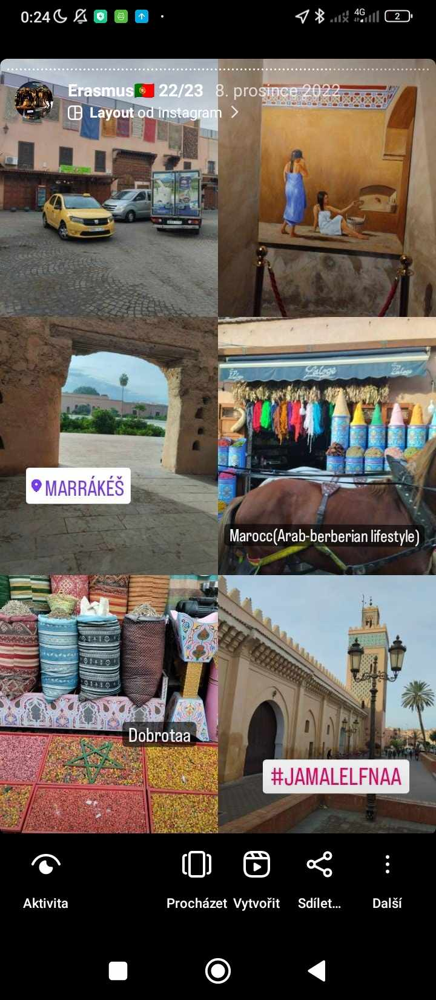 0:24
4G
2
Erasmus🇵🇹 22/23 8. prosince 2022
Layout od instagram
MARRÁKÉŠ
Lalose
Marocc(Arab-berberian lifestyle)
Dobrotaa
#JAMALELFNAA
Aktivita
Procházet
Vytvořit
Sdílet...
Další